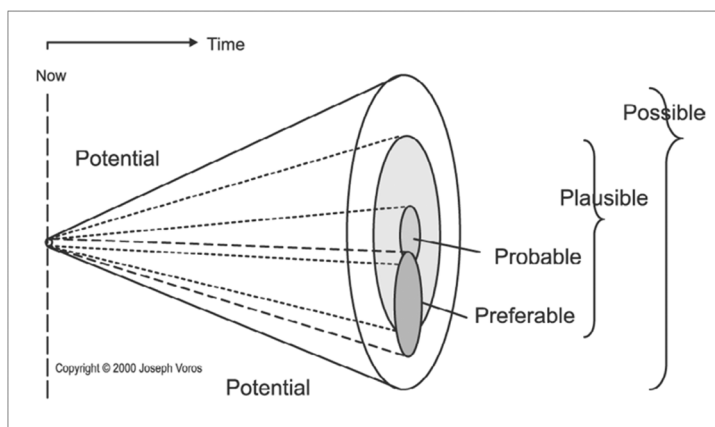 Time
Now
Possible
Potential
Plausible
Probable
Preferable
Copyright © 2000 Joseph Voros
Potential